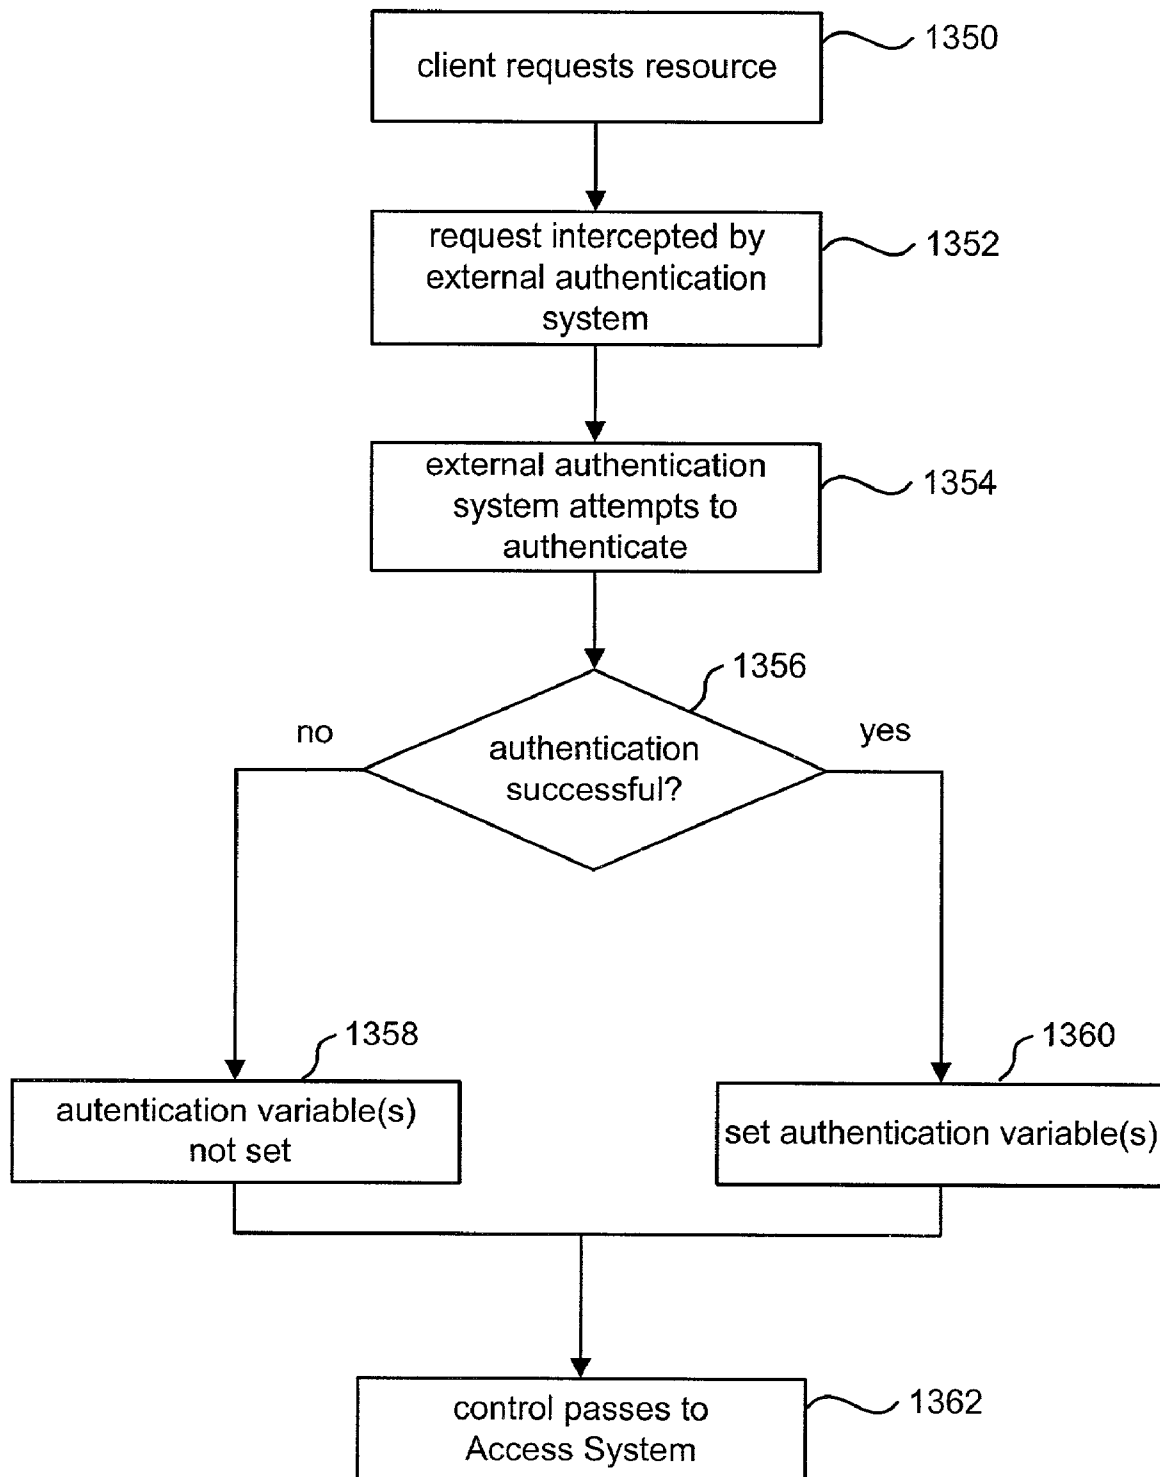 client requests resource
1350
request intercepted by
external authentication
system
1352
external authentication
system attempts to
authenticate
1354
1356
no
yes
authentication
successful?
1358
autentication variable(s)
not set
1360
set authentication variable(s)
control passes to
Access System
1362